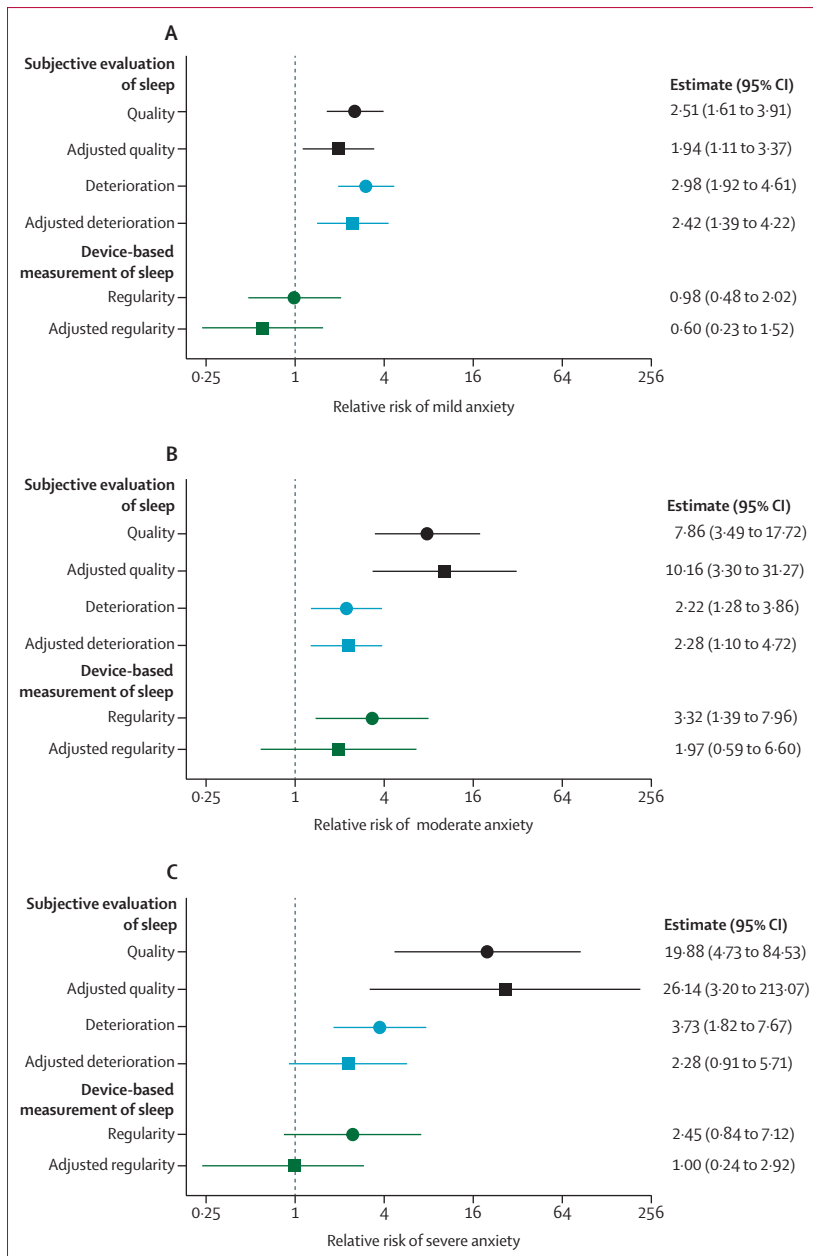 A
Subjective evaluation
of sleep
Estimate (95% CI)
Quality
2·51 (1·61 to 3·91)
Adjusted quality
1·94 (1·11 to 3·37)
Deterioration
2·98 (1·92 to 4·61)
Adjusted deterioration
2·42 (1·39 to 4·22)
Device-based
measurement of sleep
Regularity
0·98 (0·48 to 2·02)
Adjusted regularity
0·60 (0·23 to 1·52)
0·25 1 4 16 64 256
Relative risk of mild anxiety
B
Subjective evaluation
of sleep
Estimate (95% CI)
Quality
7·86 (3·49 to 17·72)
Adjusted quality
10·16 (3·30 to 31·27)
Deterioration
2·22 (1·28 to 3·86)
Adjusted deterioration
2·28 (1·10 to 4·72)
Device-based
measurement of sleep
Regularity
3·32 (1·39 to 7·96)
Adjusted regularity
1·97 (0·59 to 6·60)
0·25 1 4 16 64 256
Relative risk of moderate anxiety
C
Subjective evaluation
of sleep
Estimate (95% CI)
Quality
19·88 (4·73 to 84·53)
Adjusted quality
26·14 (3·20 to 213·07)
Deterioration
3·73 (1·82 to 7·67)
Adjusted deterioration
2·28 (0·91 to 5·71)
Device-based
measurement of sleep
Regularity
2·45 (0·84 to 7·12)
Adjusted regularity
1·00 (0·24 to 2·92)
0·25 1 4 16 64 256
Relative risk of severe anxiety